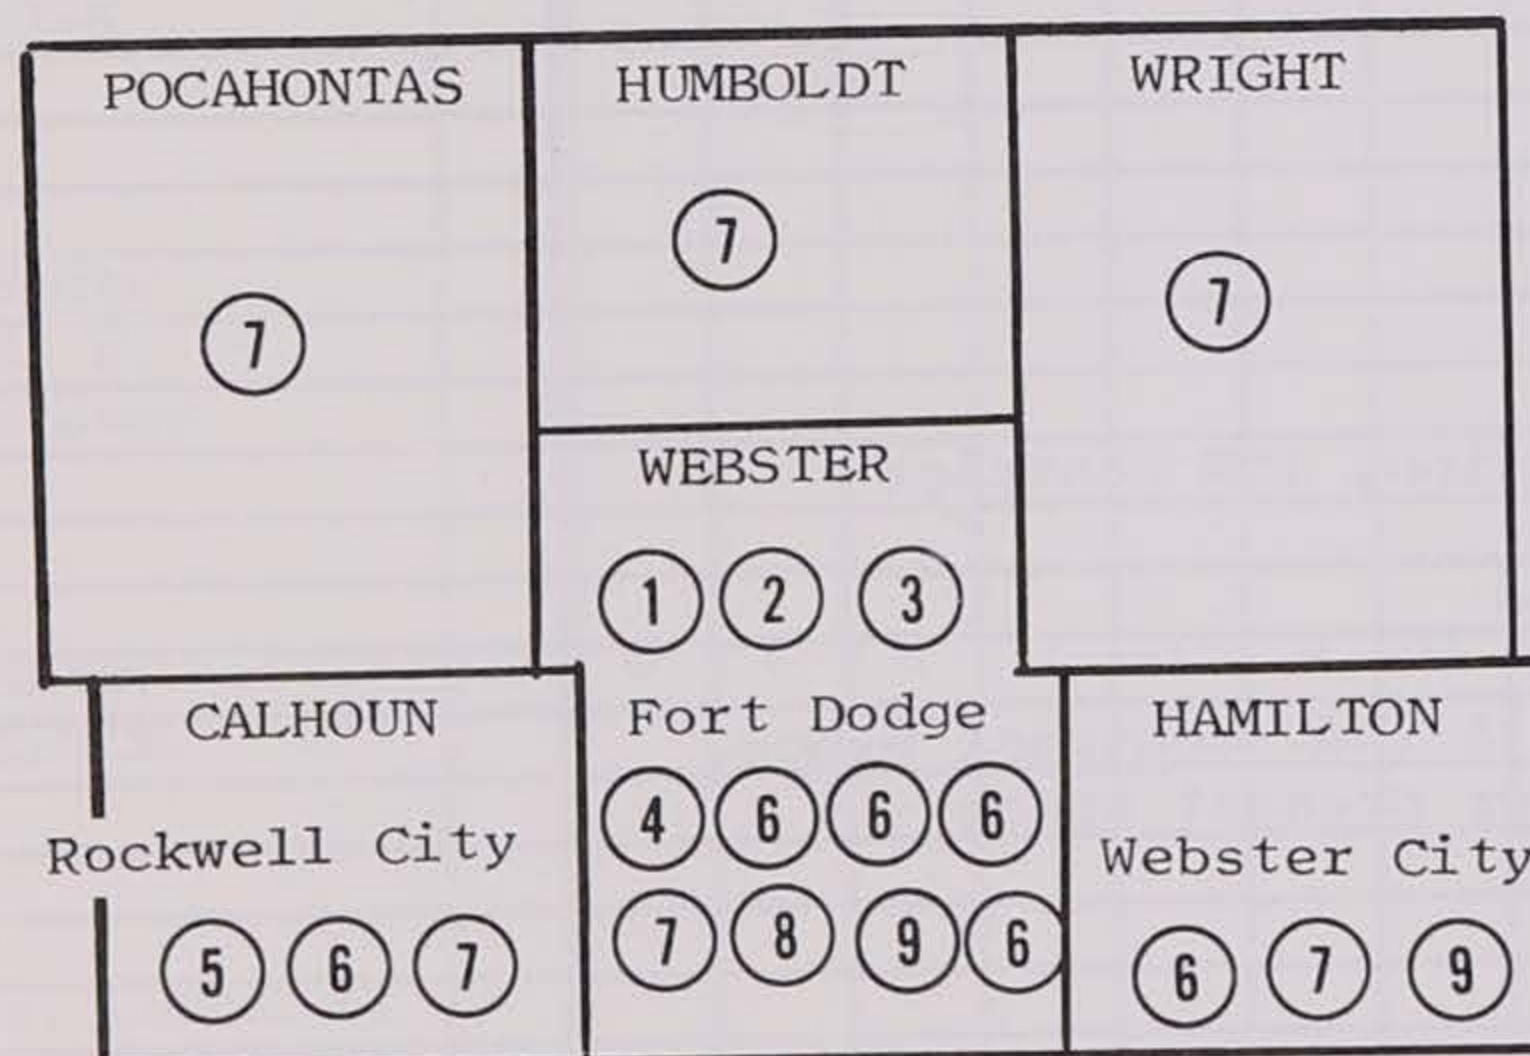 POCAHONTAS
7
HUMBOLDT
7
WRIGHT
7
WEBSTER
1 2 3
Fort Dodge
4 6 6 6
7 8 9 6
CALHOUN
Rockwell City
5 6 7
HAMILTON
Webster City
6 7 9